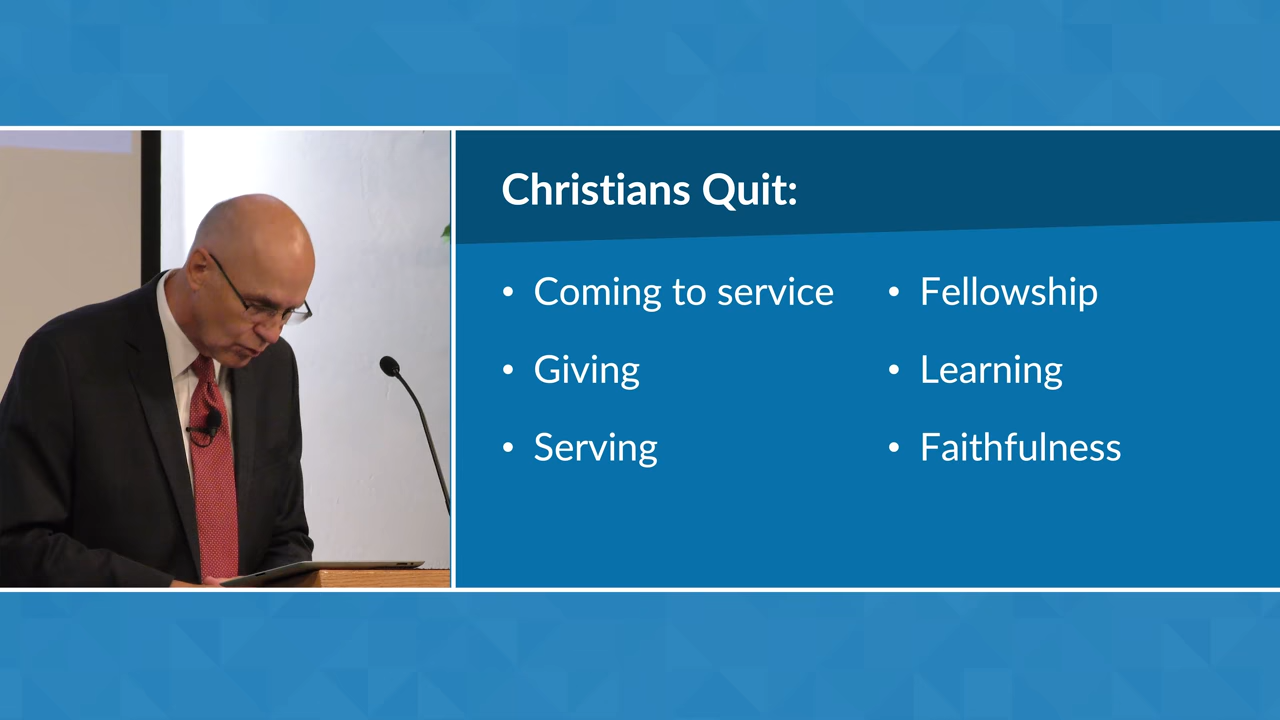 Christians Quit:
• Coming to service
• Giving
• Serving
• Fellowship
• Learning
• Faithfulness